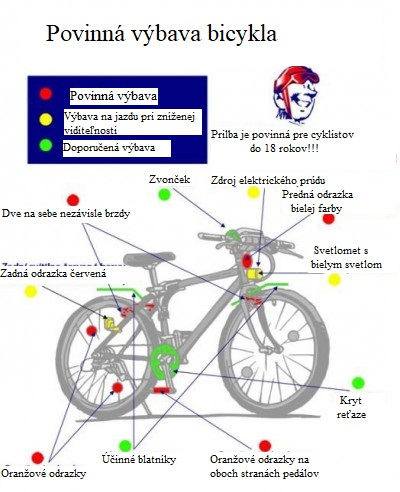 Povinná výbava bicykla
Povinná výbava
Výbava na jazdu pri zníženej
viditeľnosti
Doporučená výbava
Prilba je povinná pre cyklistov
do 18 rokov!!!
Zvonček
Zdroj elektrického prúdu
Predná odrazka
bielej farby
Dve na sebe nezávisle brzdy
Svetlomet s
bielym svetlom
Zadná odrazka červená
Kryt
reťaze
Oranžové odrazky
Účinné blatníky
Oranžové odrazky na
oboch stranách pedálov